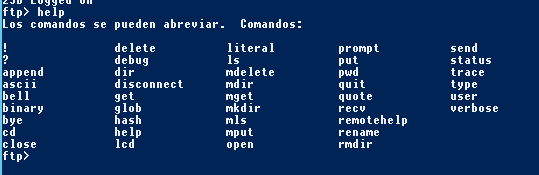 230 Logged on
ftp> help
Los comandos se pueden abreviar.  Comandos:
!               delete          literal         prompt          send
?               debug           ls              put             status
append          dir             mdelete         pwd             trace
ascii           disconnect      mdir            quit            type
bell            get             mget            quote           user
binary          glob            mkdir           recv            verbose
bye             hash            mls             remotehelp
cd              help            mput            rename
close           lcd             open            rmdir
ftp>